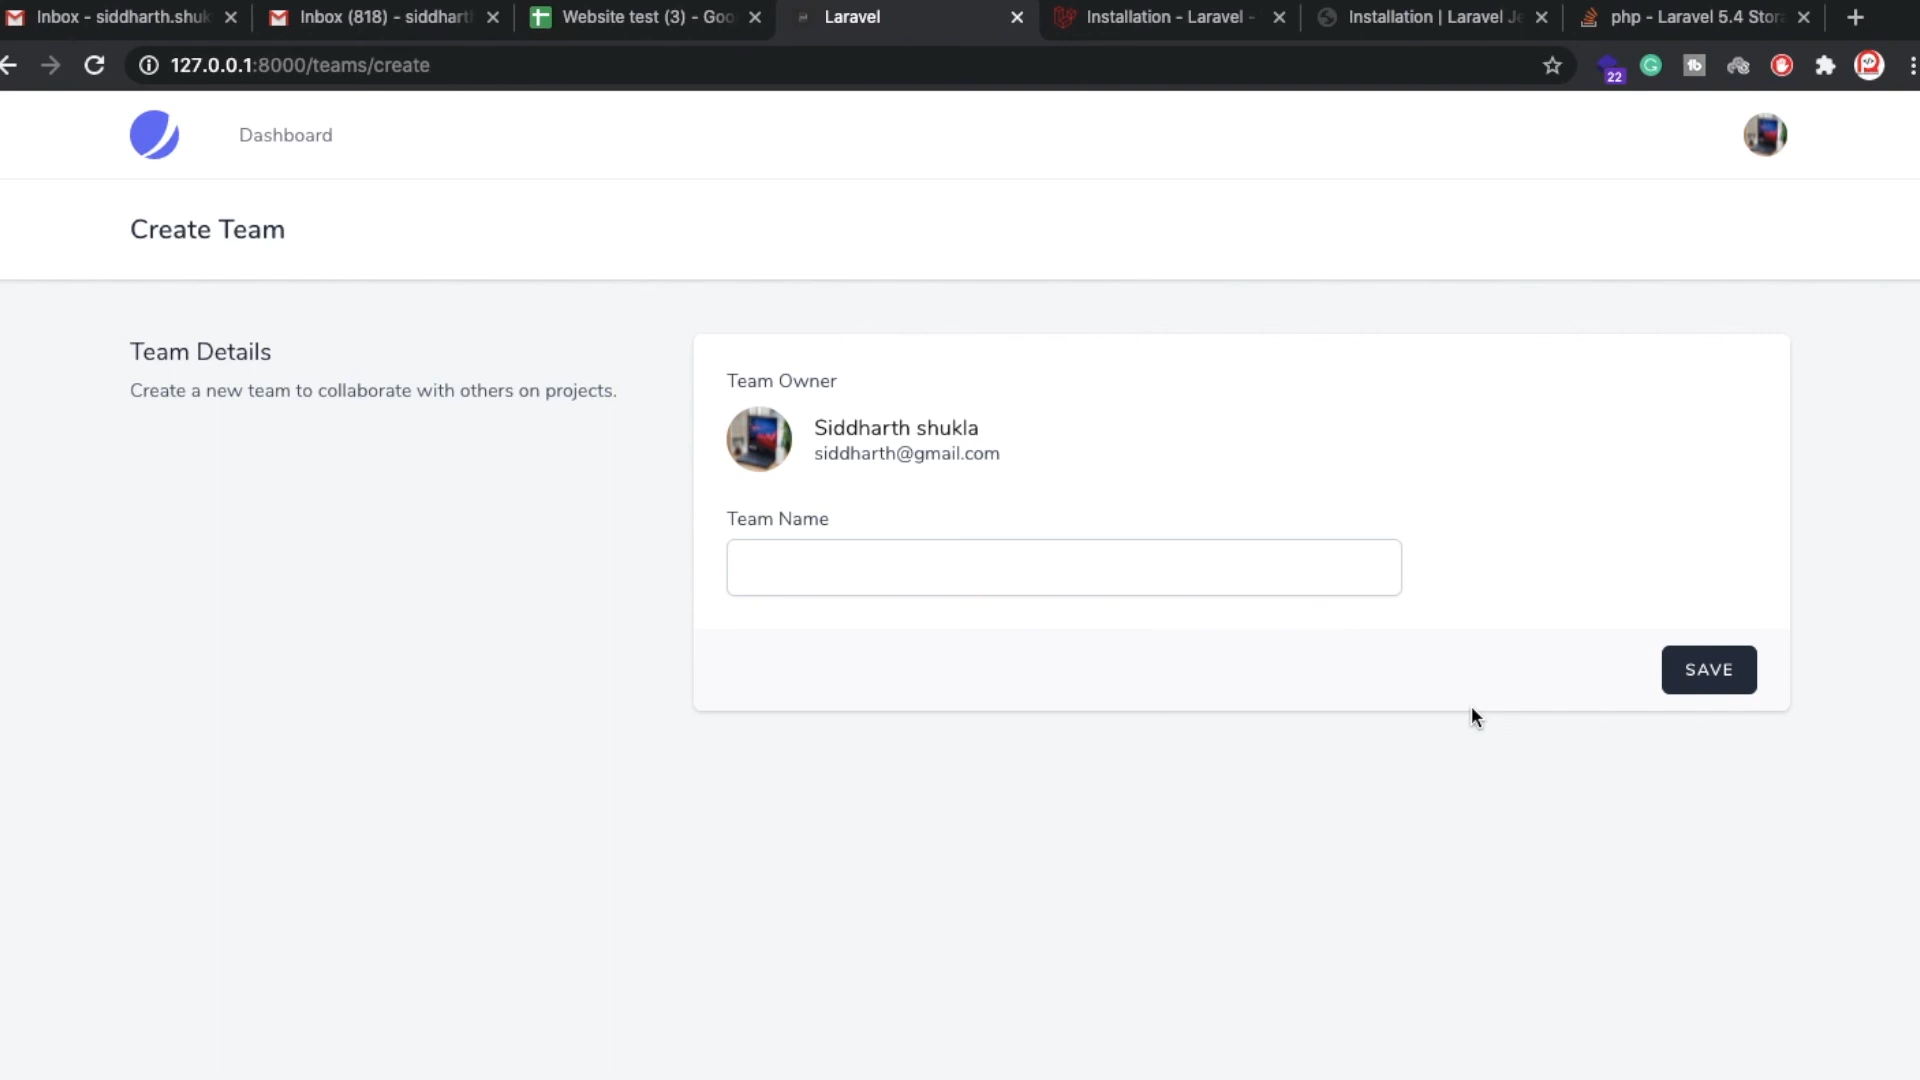 Inbox - siddharth.shuk
Inbox (818) - siddhart
Website test (3) - Goo
Laravel
Installation - Laravel -
Installation | Laravel Je
php - Laravel 5.4 Stor
127.0.0.1:8000/teams/create
22
Dashboard
Create Team
Team Details
Create a new team to collaborate with others on projects.
Team Owner
Siddharth shukla
siddharth@gmail.com
Team Name
SAVE